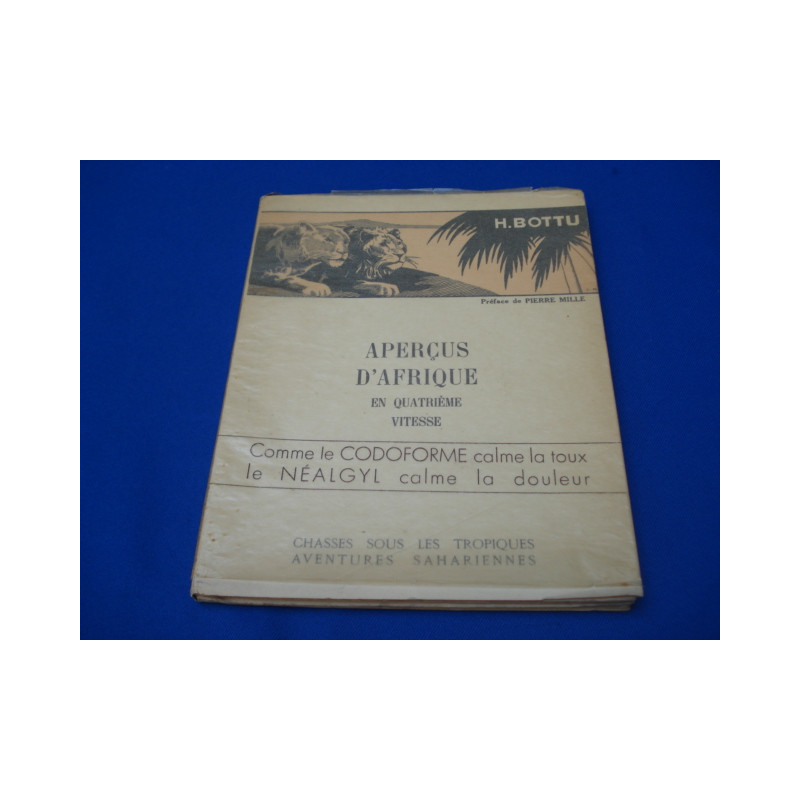 H. BOTTU
Préface de PIERRE MILLE
APERÇUS
D'AFRIQUE
EN QUATRIÈME
VITESSE
Comme le CODOFORME calme la toux
le NÉALGYL calme la douleur
CHASSES SOUS LES TROPIQUES
AVENTURES SAHARIENNES